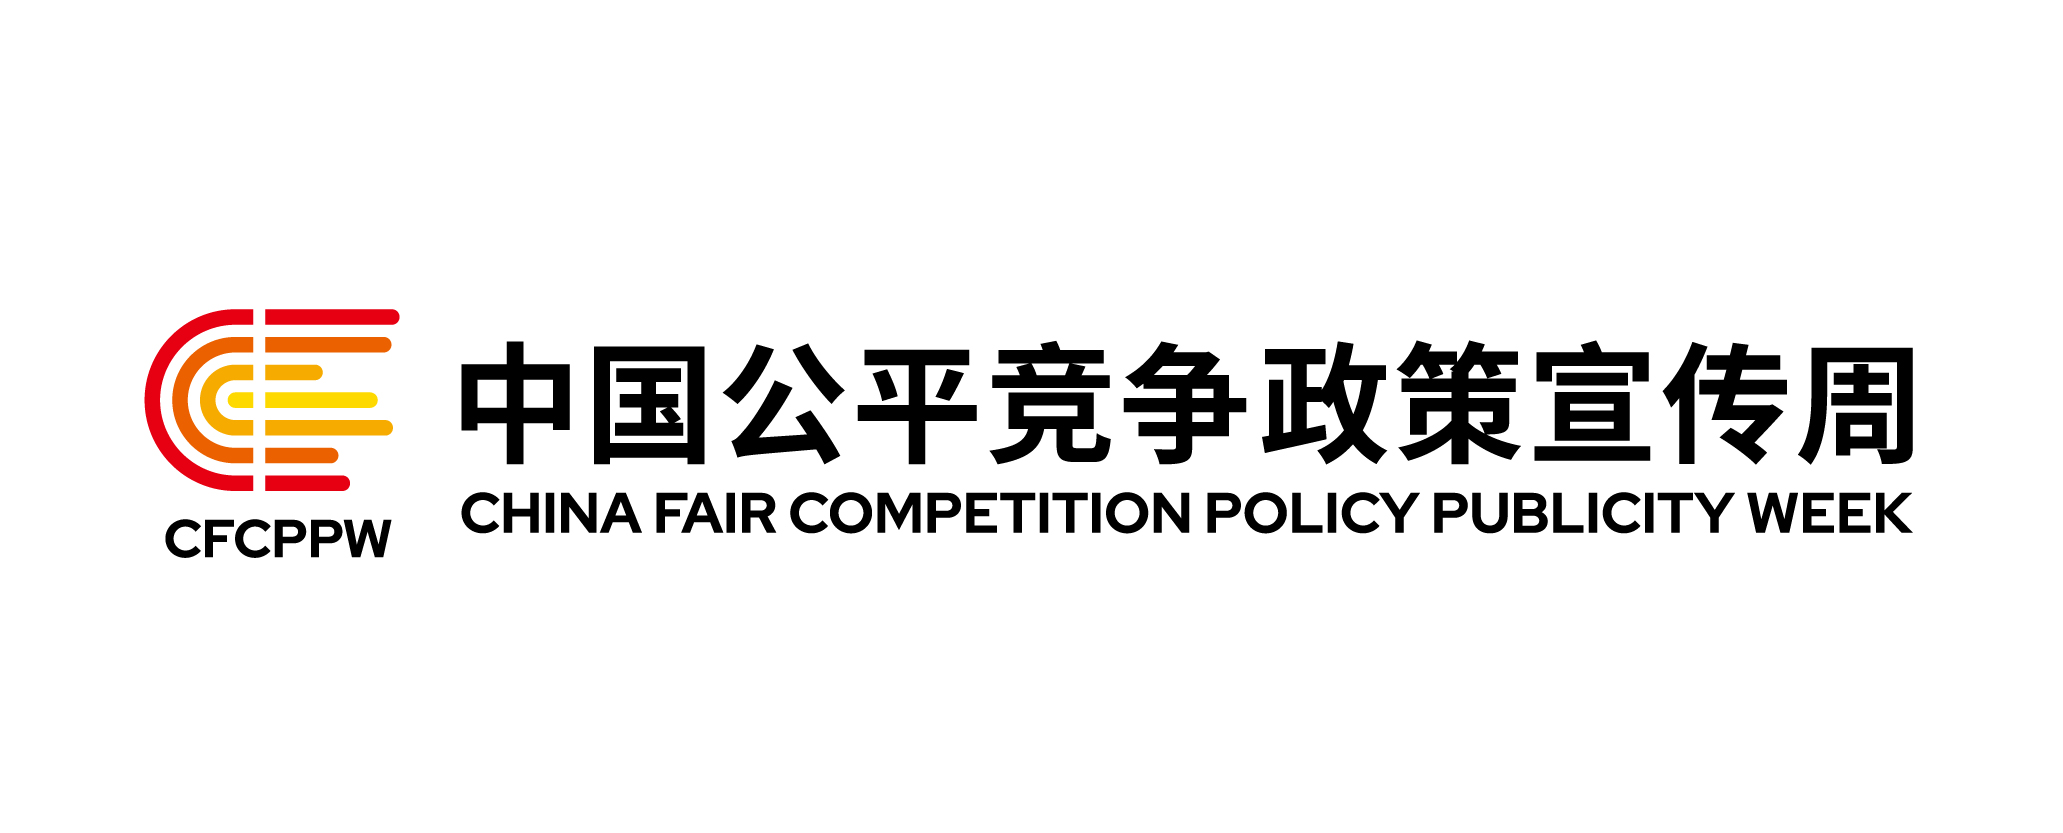 中国公平竞争政策宣传周
CHINA FAIR COMPETITION POLICY PUBLICITY WEEK
CFCPPW